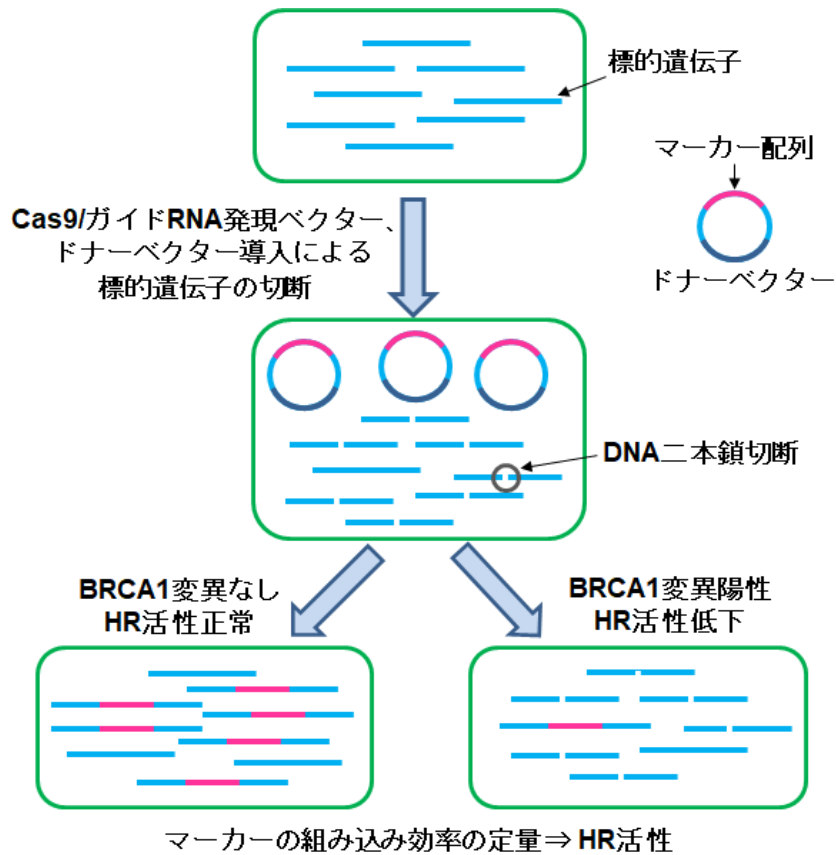 標的遺伝子
マーカー配列
ドナーベクター
Cas9/ガイドRNA発現ベクター、
ドナーベクター導入による
標的遺伝子の切断
DNA二本鎖切断
BRCA1変異なし
HR活性正常
BRCA1変異陽性
HR活性低下
マーカーの組み込み効率の定量⇒ HR活性